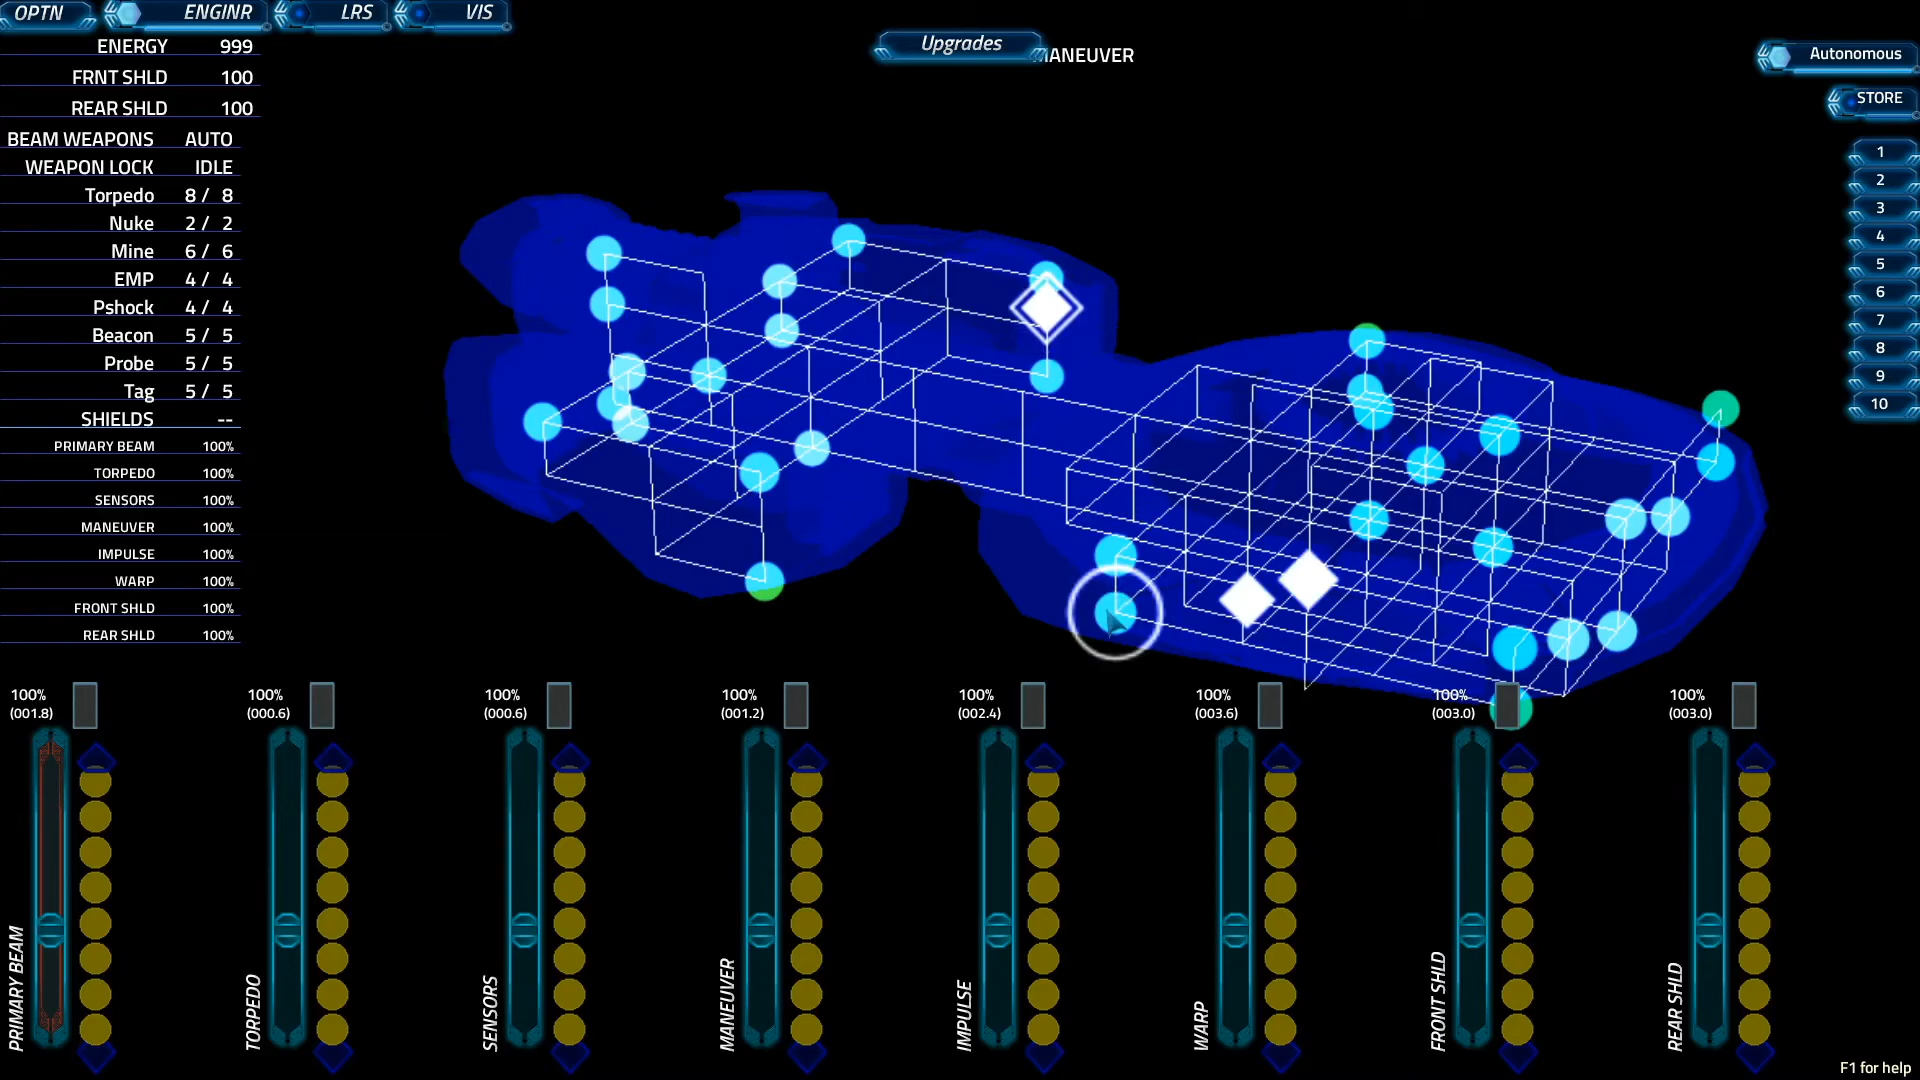 OPTN ENGINR LRS VIS
Upgrades
MANEUVER
Autonomous
STORE
ENERGY 999
FRNT SHLD 100
REAR SHLD 100
BEAM WEAPONS AUTO
WEAPON LOCK IDLE
Torpedo 8 / 8
Nuke 2 / 2
Mine 6 / 6
EMP 4 / 4
Pshock 4 / 4
Beacon 5 / 5
Probe 5 / 5
Tag 5 / 5
SHIELDS --
PRIMARY BEAM 100%
TORPEDO 100%
SENSORS 100%
MANEUVER 100%
IMPULSE 100%
WARP 100%
FRONT SHLD 100%
REAR SHLD 100%
1
2
3
4
5
6
7
8
9
10
100%
(001.8)
PRIMARY BEAM
100%
(000.6)
TORPEDO
100%
(000.6)
SENSORS
100%
(001.2)
MANEUVER
100%
(002.4)
IMPULSE
100%
(003.6)
WARP
100%
(003.0)
FRONT SHLD
100%
(003.0)
REAR SHLD
F1 for help